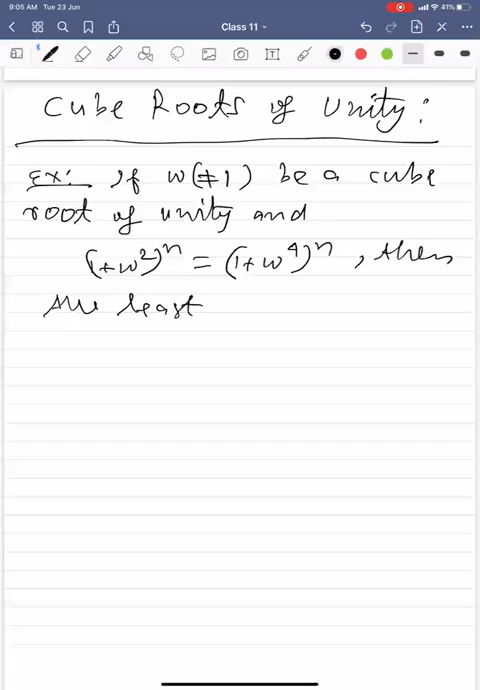 9:05 AM Tue 23 Jun
41%
Class 11
Cube Roots of Unity:
Ex: If w(≠1) be a cube
root of unity and
(1+w²)ⁿ = (1+w⁴)ⁿ, then
the least